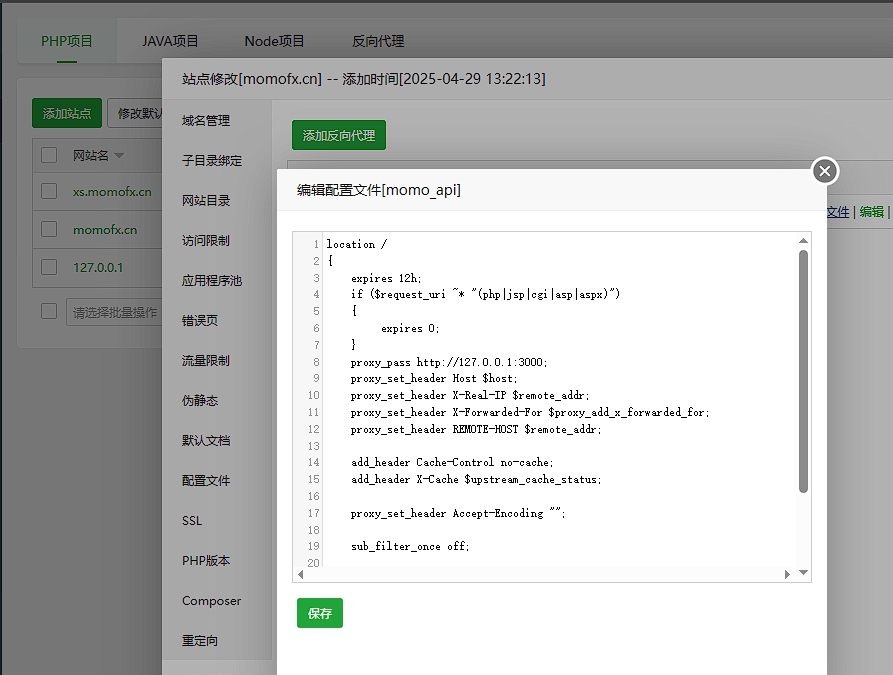 PHP项目 JAVA项目 Node项目 反向代理
站点修改[momofx.cn] -- 添加时间[2025-04-29 13:22:13]
添加站点 修改默认
网站名
xs.momofx.cn
momofx.cn
127.0.0.1
请选择批量操作
域名管理
子目录绑定
网站目录
访问限制
应用程序池
错误页
流量限制
伪静态
默认文档
配置文件
SSL
PHP版本
Composer
重定向
添加反向代理
文件 | 编辑 |
编辑配置文件[momo_api]
1 location /
2 {
3 expires 12h;
4 if ($request_uri ~* "(php|jsp|cgi|asp|aspx)")
5 {
6 expires 0;
7 }
8 proxy_pass http://127.0.0.1:3000;
9 proxy_set_header Host $host;
10 proxy_set_header X-Real-IP $remote_addr;
11 proxy_set_header X-Forwarded-For $proxy_add_x_forwarded_for;
12 proxy_set_header REMOTE-HOST $remote_addr;
13
14 add_header Cache-Control no-cache;
15 add_header X-Cache $upstream_cache_status;
16
17 proxy_set_header Accept-Encoding "";
18
19 sub_filter_once off;
20
保存